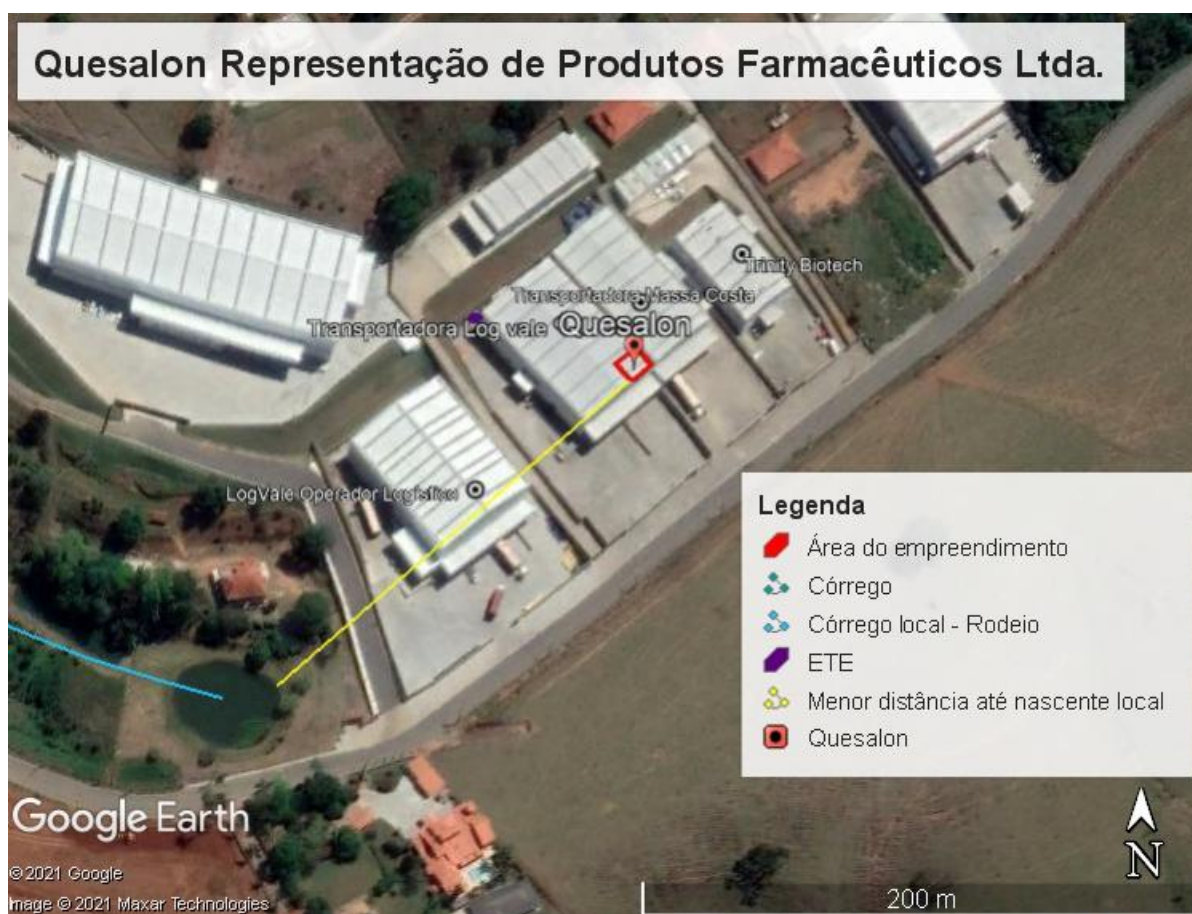 Quesalon Representação de Produtos Farmacêuticos Ltda.
Trinity Biotech
Transportadora Massa Costa
Transportadora Log vale
Quesalon
LogVale Operador Logístico
Legenda
Área do empreendimento
Córrego
Córrego local - Rodeio
ETE
Menor distância até nascente local
Quesalon
Google Earth
© 2021 Google
Image © 2021 Maxar Technologies
200 m
N